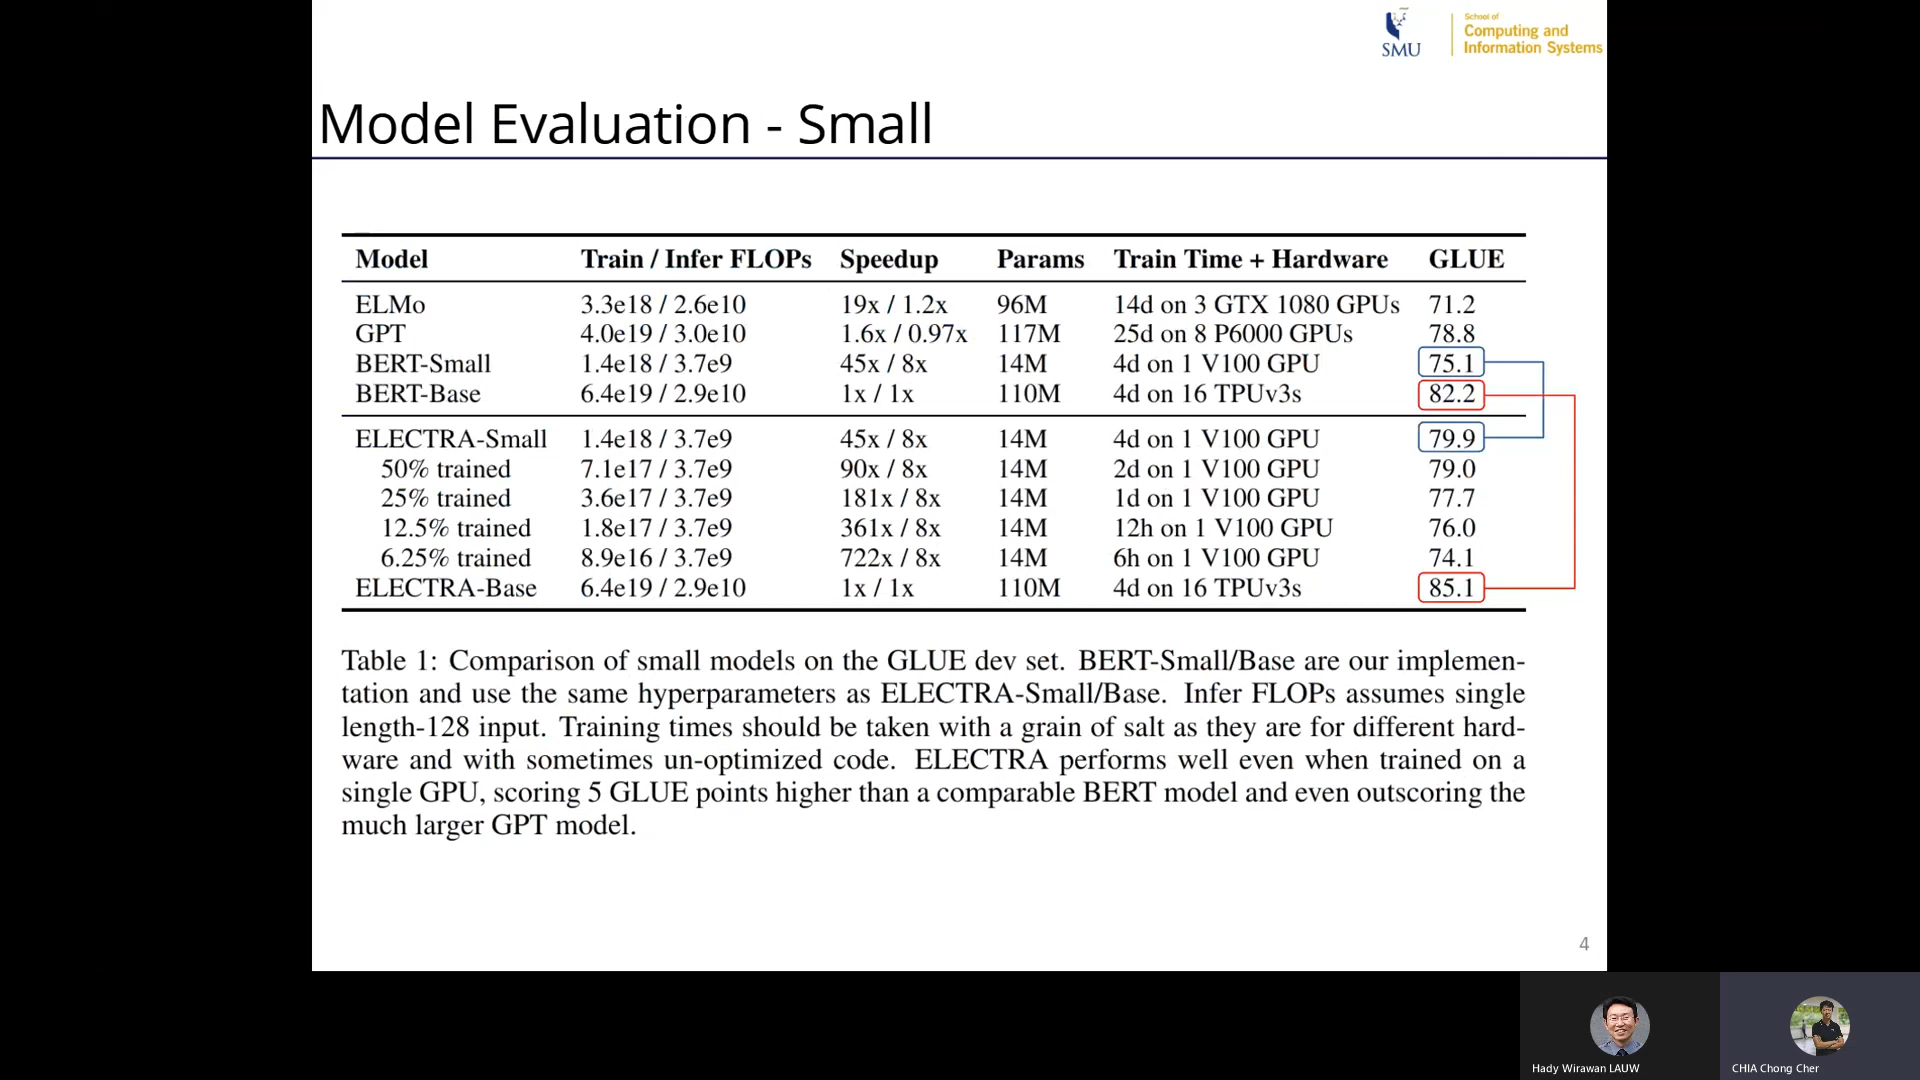 SMU
School of
Computing and
Information Systems
Model Evaluation - Small
Model Train / Infer FLOPs Speedup Params Train Time + Hardware GLUE
ELMo 3.3e18 / 2.6e10 19x / 1.2x 96M 14d on 3 GTX 1080 GPUs 71.2
GPT 4.0e19 / 3.0e10 1.6x / 0.97x 117M 25d on 8 P6000 GPUs 78.8
BERT-Small 1.4e18 / 3.7e9 45x / 8x 14M 4d on 1 V100 GPU 75.1
BERT-Base 6.4e19 / 2.9e10 1x / 1x 110M 4d on 16 TPUv3s 82.2
ELECTRA-Small 1.4e18 / 3.7e9 45x / 8x 14M 4d on 1 V100 GPU 79.9
50% trained 7.1e17 / 3.7e9 90x / 8x 14M 2d on 1 V100 GPU 79.0
25% trained 3.6e17 / 3.7e9 181x / 8x 14M 1d on 1 V100 GPU 77.7
12.5% trained 1.8e17 / 3.7e9 361x / 8x 14M 12h on 1 V100 GPU 76.0
6.25% trained 8.9e16 / 3.7e9 722x / 8x 14M 6h on 1 V100 GPU 74.1
ELECTRA-Base 6.4e19 / 2.9e10 1x / 1x 110M 4d on 16 TPUv3s 85.1
Table 1: Comparison of small models on the GLUE dev set. BERT-Small/Base are our implemen-
tation and use the same hyperparameters as ELECTRA-Small/Base. Infer FLOPs assumes single
length-128 input. Training times should be taken with a grain of salt as they are for different hard-
ware and with sometimes un-optimized code. ELECTRA performs well even when trained on a
single GPU, scoring 5 GLUE points higher than a comparable BERT model and even outscoring the
much larger GPT model.
4
Hady Wirawan LAUW
CHIA Chong Cher